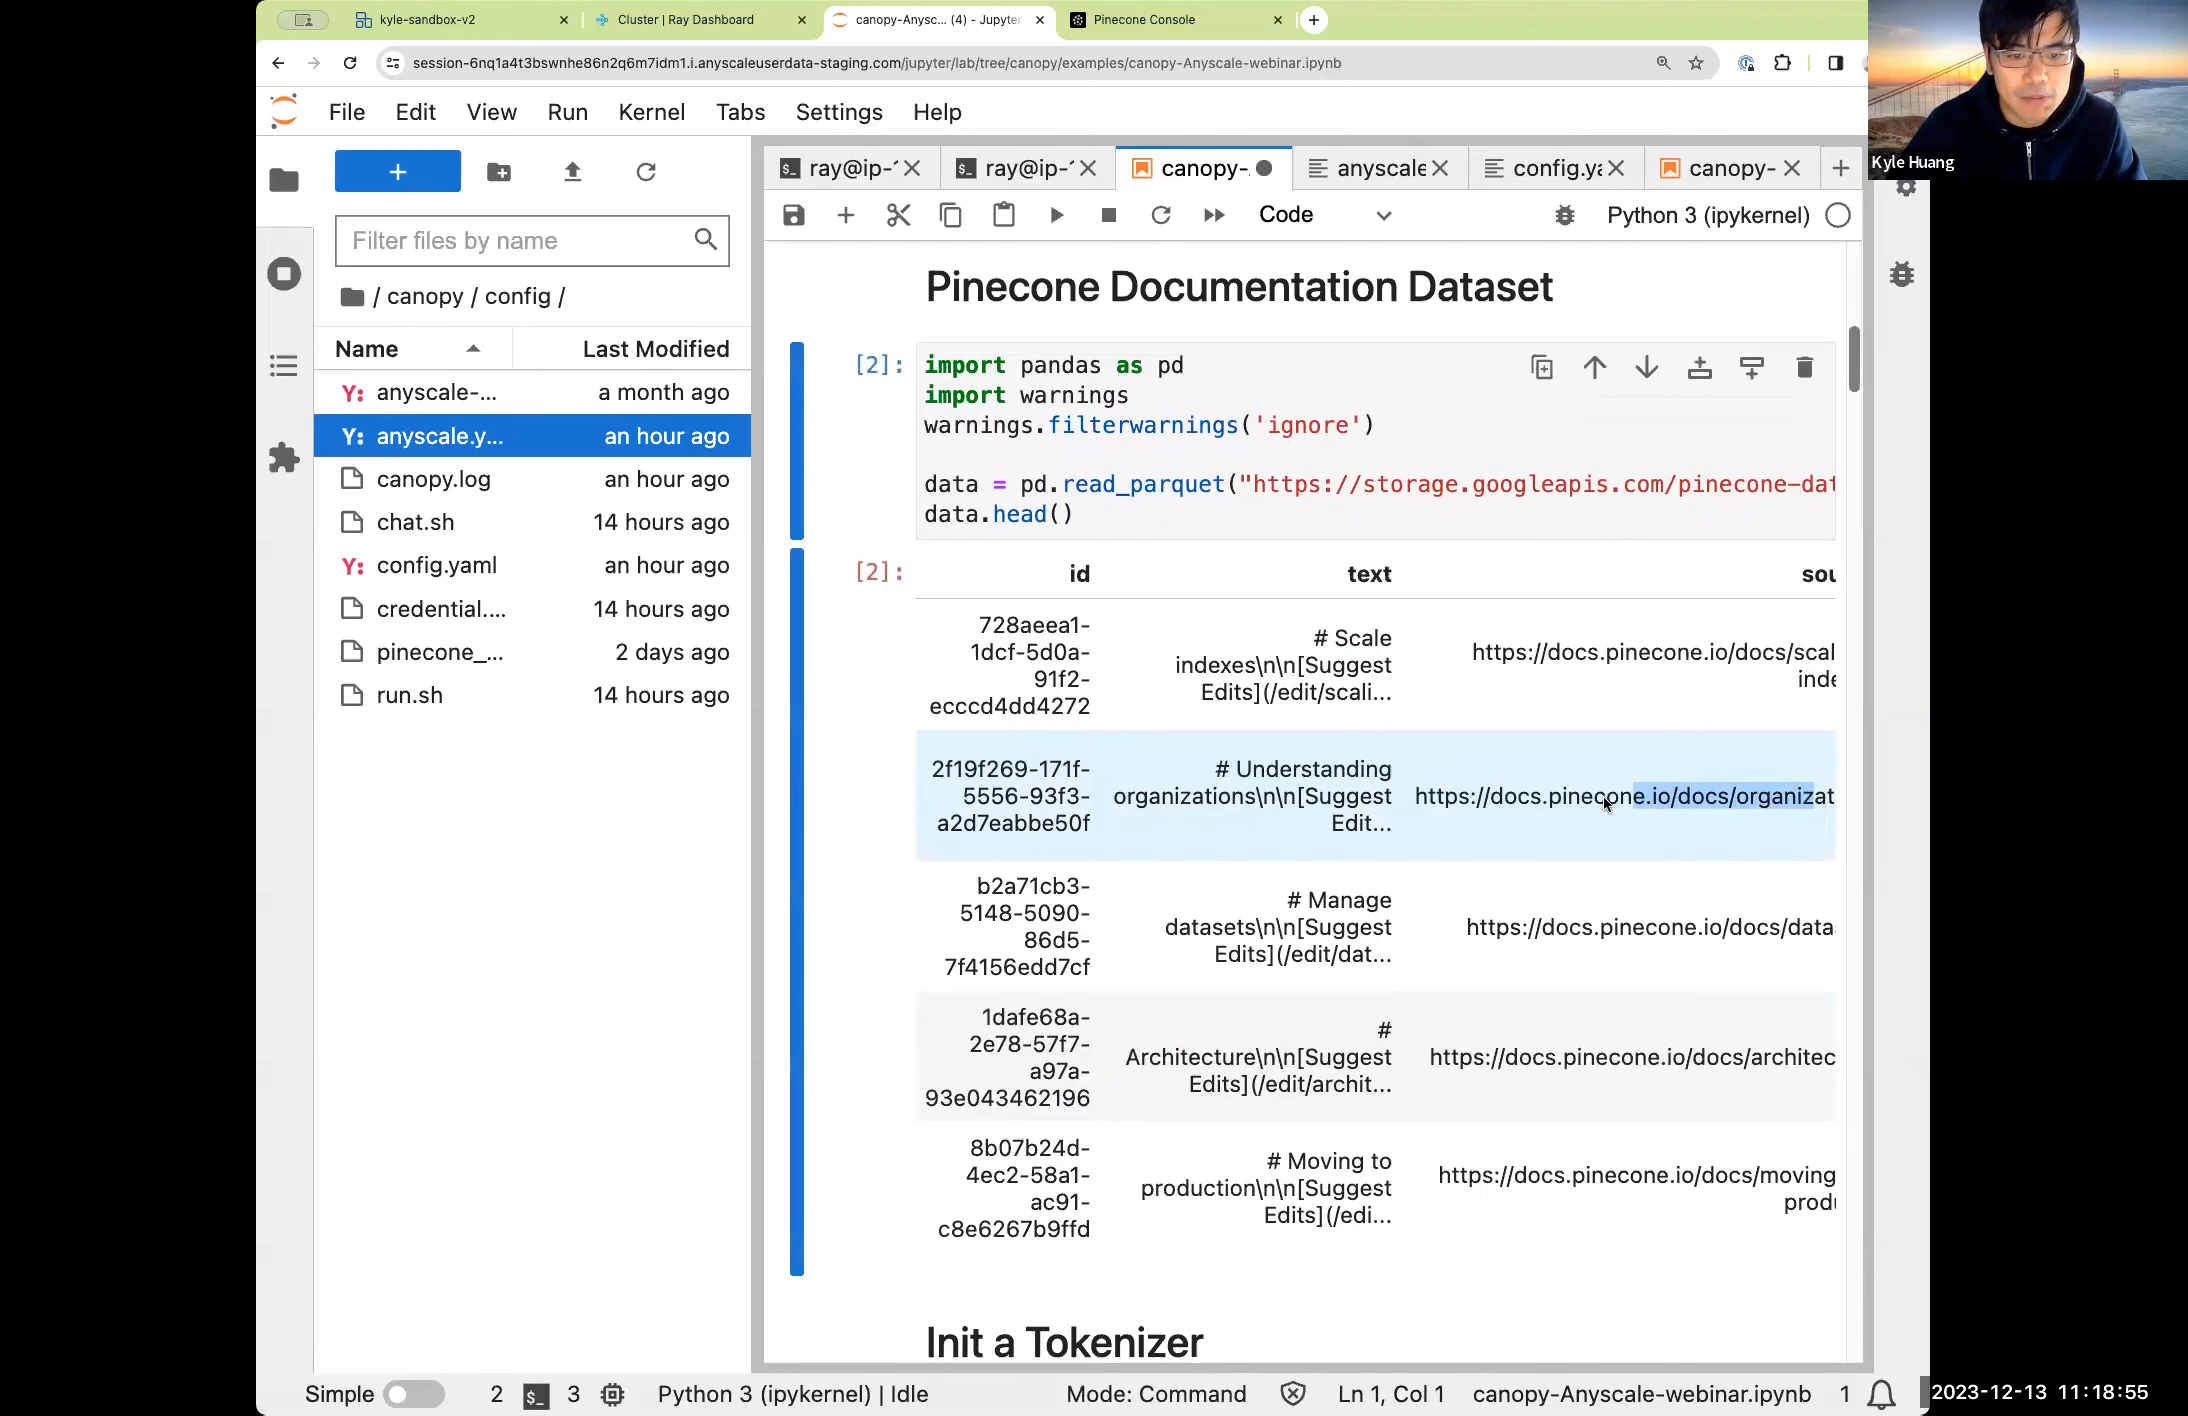 kyle-sandbox-v2
Cluster | Ray Dashboard
canopy-Anysc... (4) - Jupyter
Pinecone Console
session-6nq1a4t3bswnhe86n2q6m7idm1.i.anyscaleuserdata-staging.com/jupyter/lab/tree/canopy/examples/canopy-Anyscale-webinar.ipynb
Kyle Huang
File Edit View Run Kernel Tabs Settings Help
ray@ip-
ray@ip-
canopy-
anyscale
config.ya
canopy-
Code
Python 3 (ipykernel)
Filter files by name
/ canopy / config /
Name Last Modified
Y: anyscale-... a month ago
Y: anyscale.y... an hour ago
canopy.log an hour ago
chat.sh 14 hours ago
Y: config.yaml an hour ago
credential.... 14 hours ago
pinecone_... 2 days ago
run.sh 14 hours ago
Pinecone Documentation Dataset
[2]: import pandas as pd
import warnings
warnings.filterwarnings('ignore')
data = pd.read_parquet("https://storage.googleapis.com/pinecone-dat
data.head()
[2]: id text sou
728aeea1-
1dcf-5d0a-
91f2-
ecccd4dd4272
# Scale
indexes\n\n[Suggest
Edits](/edit/scali...
https://docs.pinecone.io/docs/scal
inde
2f19f269-171f-
5556-93f3-
a2d7eabbe50f
# Understanding
organizations\n\n[Suggest
Edit...
https://docs.pinecone.io/docs/organizat
b2a71cb3-
5148-5090-
86d5-
7f4156edd7cf
# Manage
datasets\n\n[Suggest
Edits](/edit/dat...
https://docs.pinecone.io/docs/data
1dafe68a-
2e78-57f7-
a97a-
93e043462196
#
Architecture\n\n[Suggest
Edits](/edit/archit...
https://docs.pinecone.io/docs/architec
8b07b24d-
4ec2-58a1-
ac91-
c8e6267b9ffd
# Moving to
production\n\n[Suggest
Edits](/edi...
https://docs.pinecone.io/docs/moving
prod
Init a Tokenizer
Simple 2 $_ 3 Python 3 (ipykernel) | Idle Mode: Command Ln 1, Col 1 canopy-Anyscale-webinar.ipynb 1
2023-12-13 11:18:55